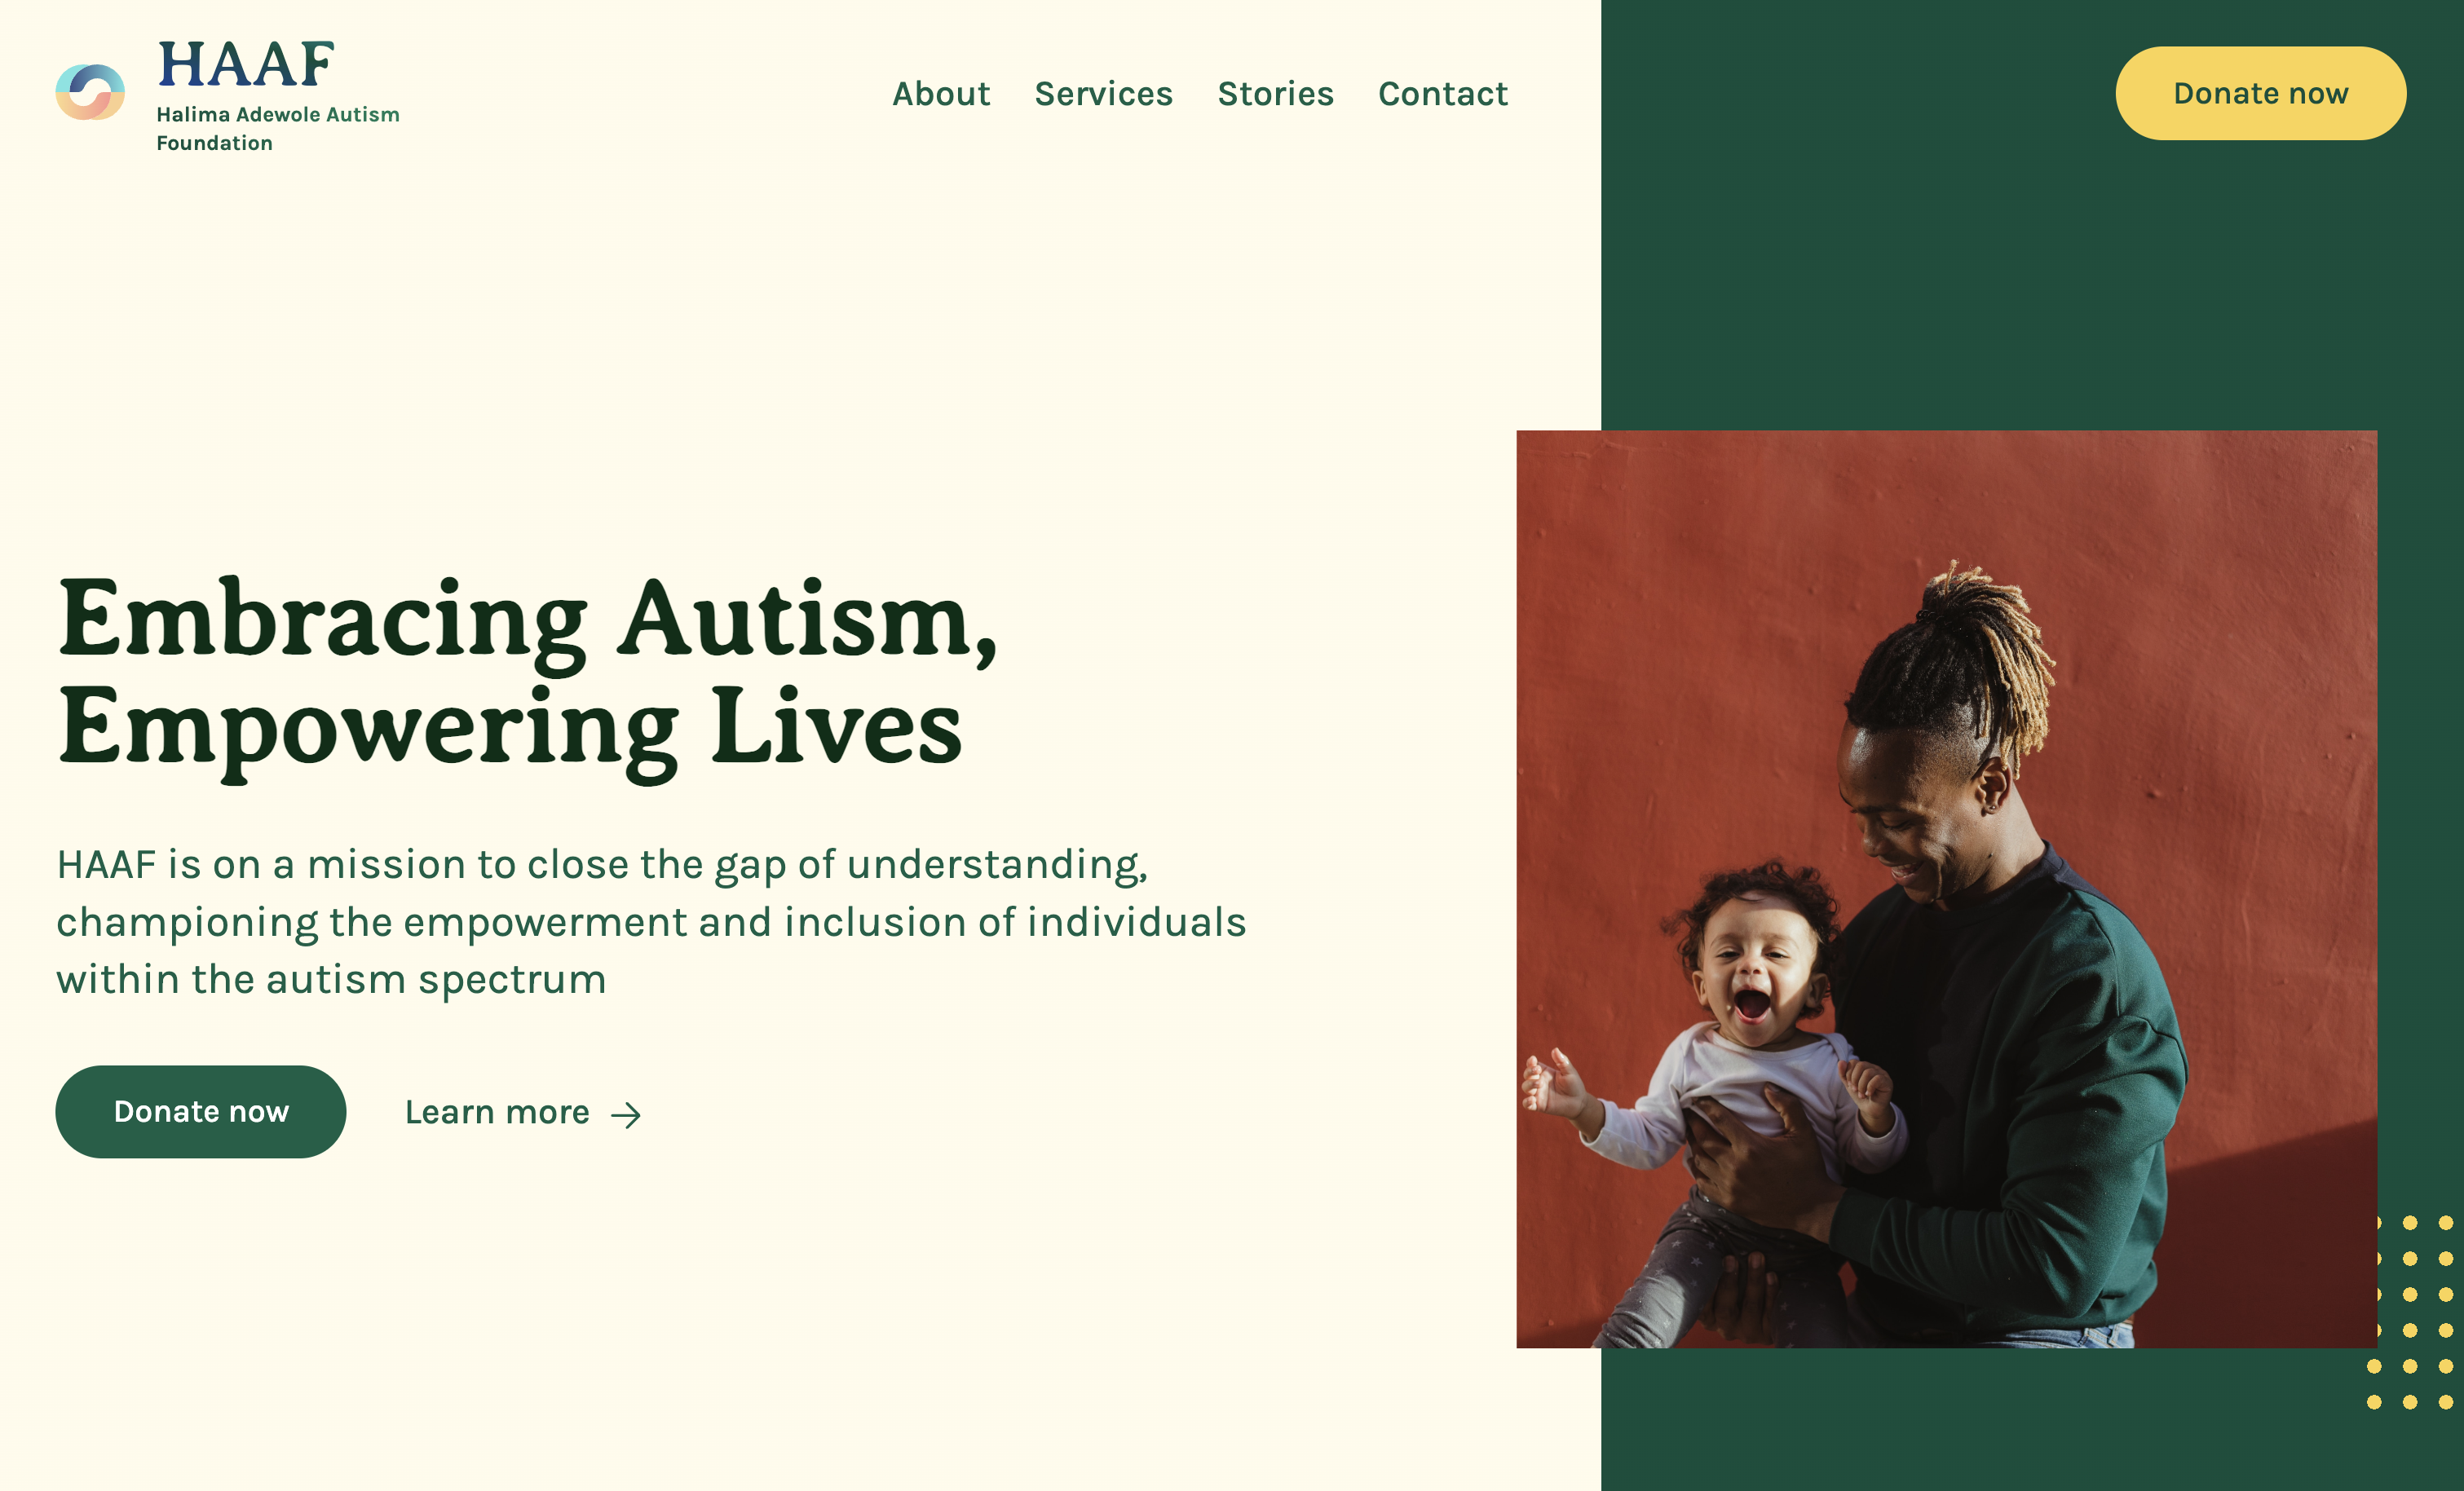 HAAF
Halima Adewole Autism
Foundation
About
Services
Stories
Contact
Donate now
Embracing Autism,
Empowering Lives
HAAF is on a mission to close the gap of understanding,
championing the empowerment and inclusion of individuals
within the autism spectrum
Donate now
Learn more →